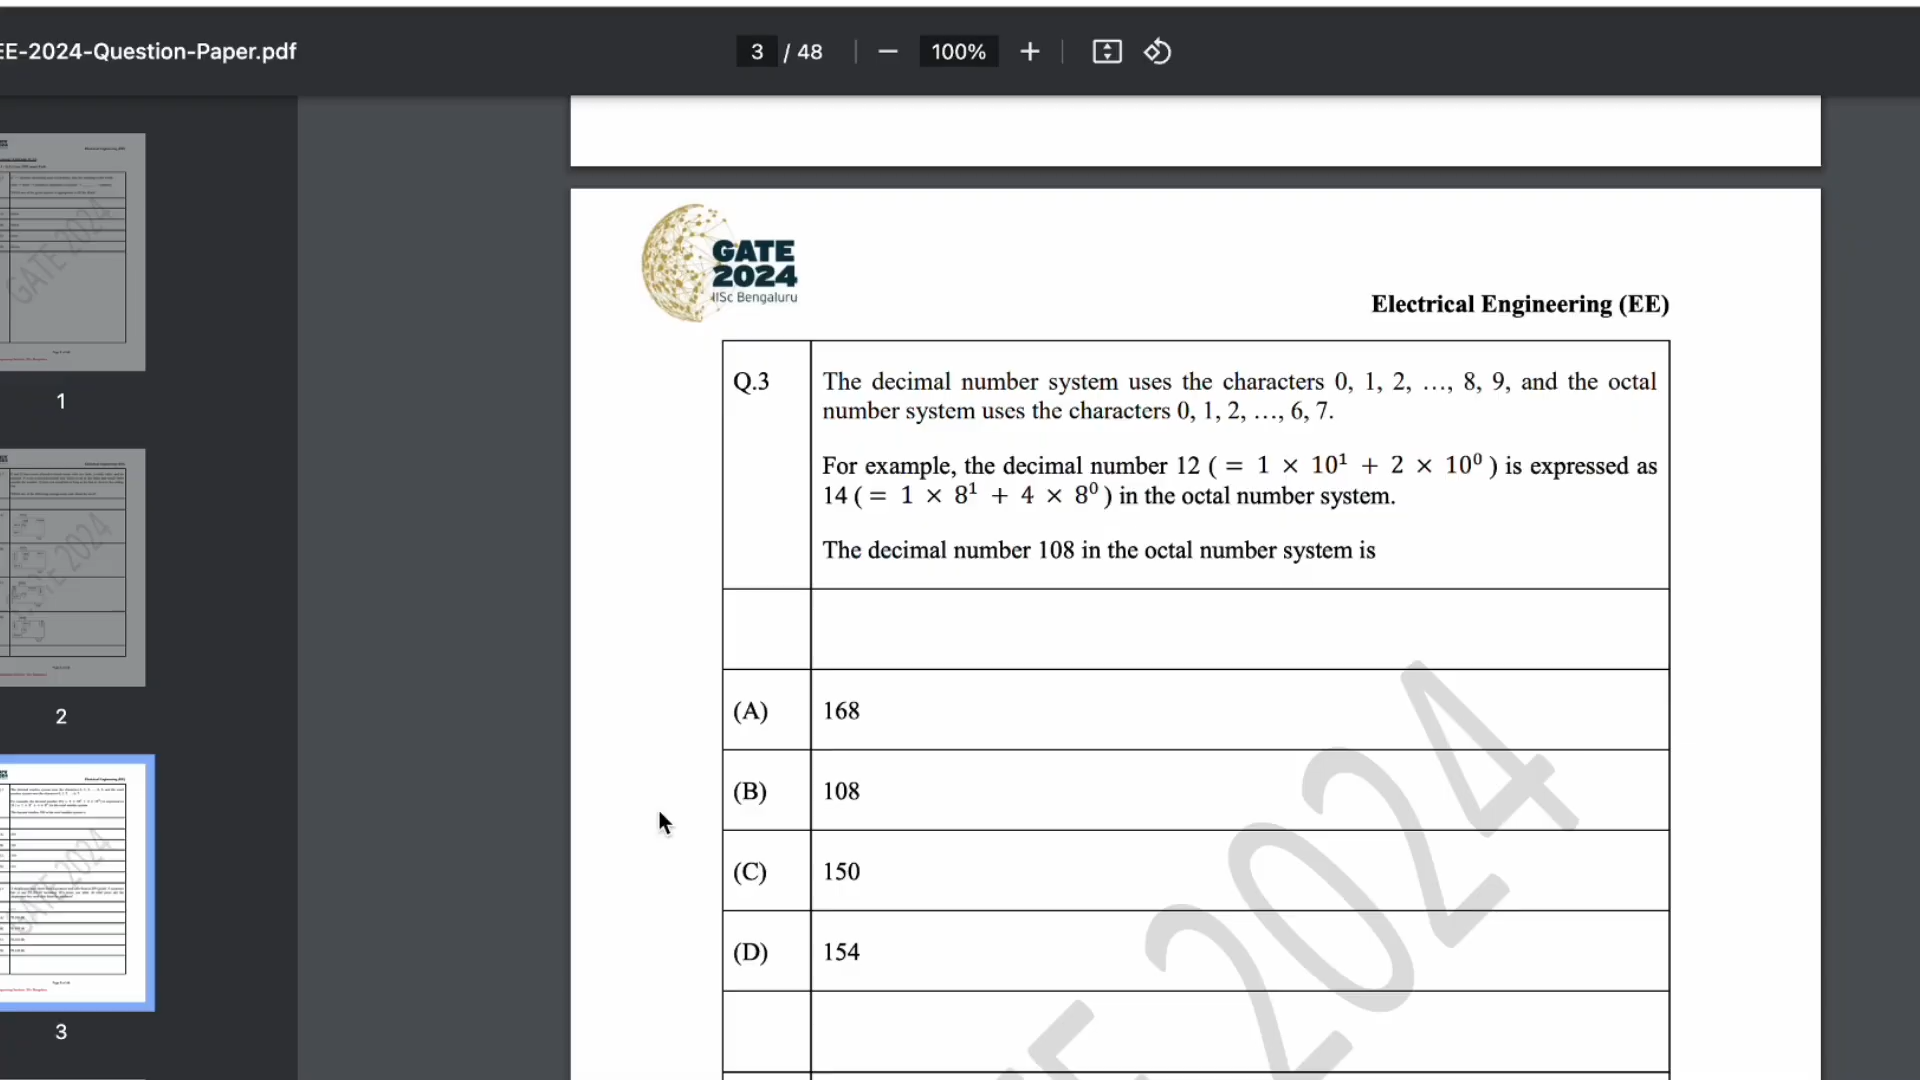 EE-2024-Question-Paper.pdf
3 / 48
100%
1
2
3
GATE
2024
IISc Bengaluru
Electrical Engineering (EE)
Q.3
The decimal number system uses the characters 0, 1, 2, …, 8, 9, and the octal
number system uses the characters 0, 1, 2, …, 6, 7.
For example, the decimal number 12 ( = 1 × 10¹ + 2 × 10⁰ ) is expressed as
14 ( = 1 × 8¹ + 4 × 8⁰ ) in the octal number system.
The decimal number 108 in the octal number system is
(A) 168
(B) 108
(C) 150
(D) 154
GATE 2024